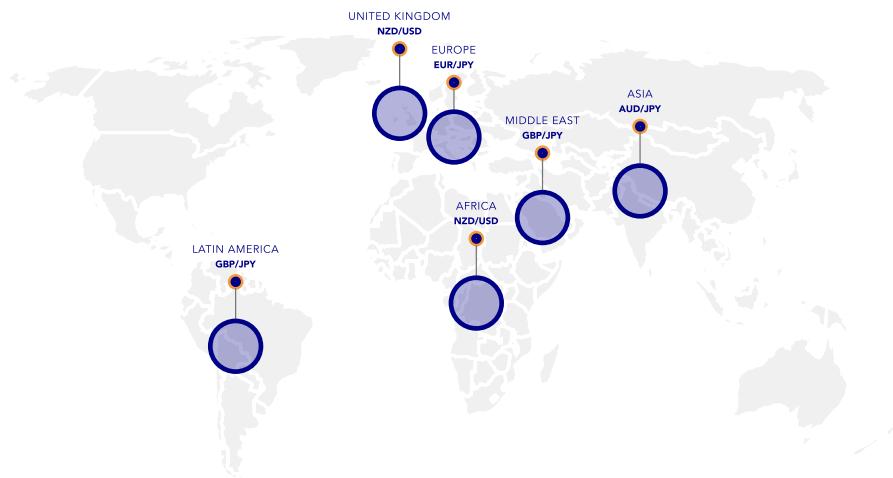 UNITED KINGDOM
NZD/USD
EUROPE
EUR/JPY
ASIA
AUD/JPY
MIDDLE EAST
GBP/JPY
AFRICA
NZD/USD
LATIN AMERICA
GBP/JPY